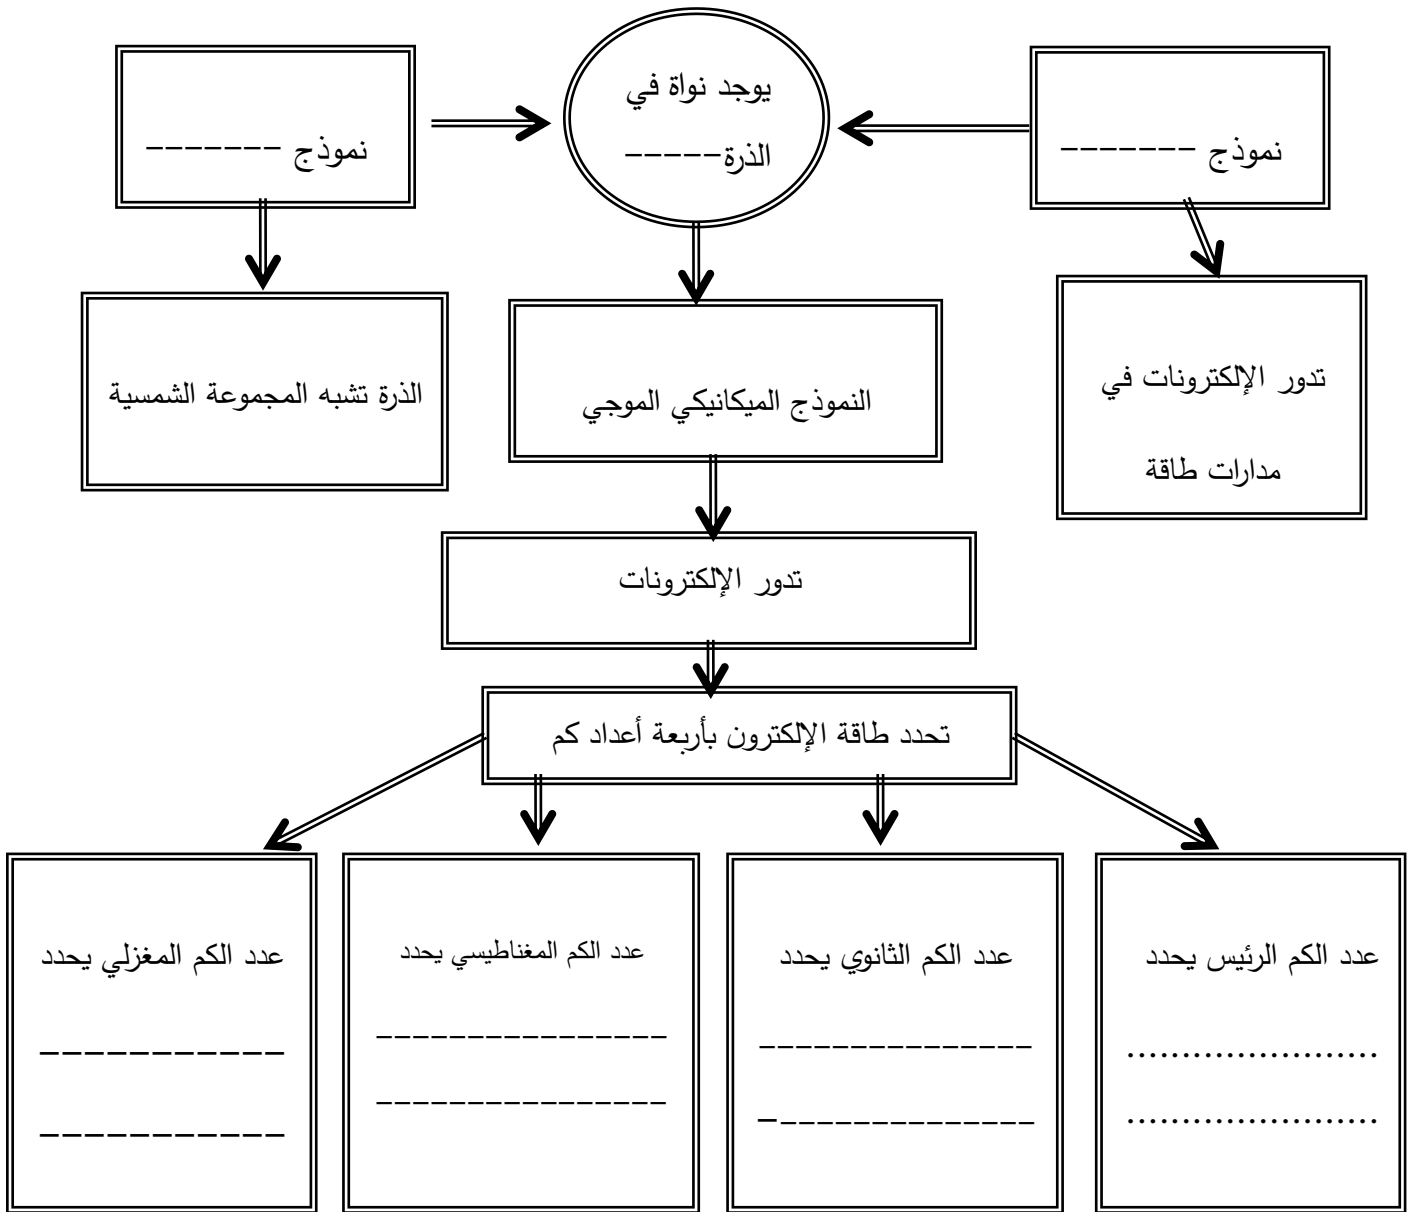 نموذج -------
يوجد نواة في
الذرة-----
نموذج -------
تدور الإلكترونات في
مدارات طاقة
النموذج الميكانيكي الموجي
الذرة تشبه المجموعة الشمسية
تدور الإلكترونات
تحدد طاقة الإلكترون بأربعة أعداد كم
عدد الكم الرئيس يحدد
.......................
.......................
عدد الكم الثانوي يحدد
---------------
---------------
عدد الكم المغناطيسي يحدد
----------------
----------------
عدد الكم المغزلي يحدد
-----------
-----------